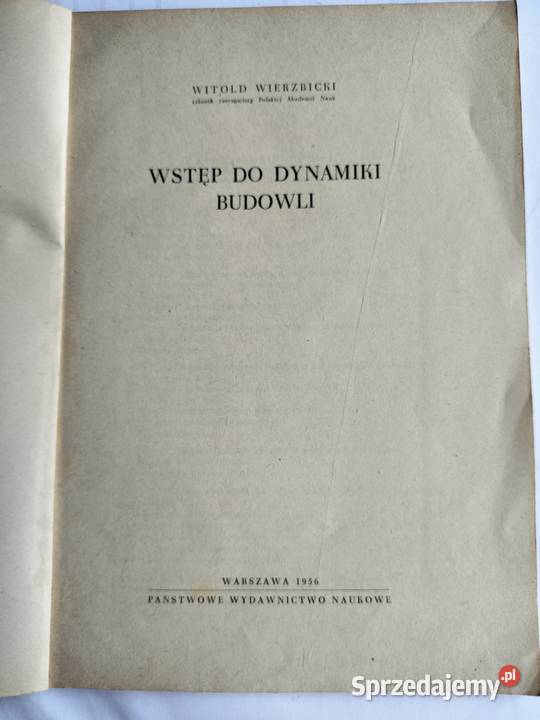 WITOLD WIERZBICKI
członek rzeczywisty Polskiej Akademii Nauk
WSTĘP DO DYNAMIKI
BUDOWLI
WARSZAWA 1956
PAŃSTWOWE WYDAWNICTWO NAUKOWE
Sprzedajemy.pl